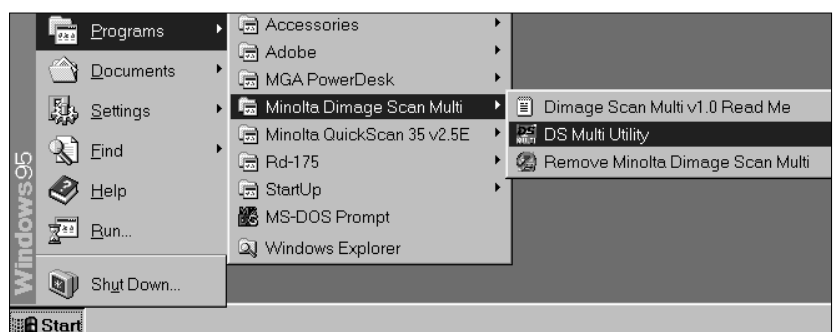 Windows95
Programs
Documents
Settings
Find
Help
Run...
Shut Down...
Start
Accessories
Adobe
MGA PowerDesk
Minolta Dimage Scan Multi
Minolta QuickScan 35 v2.5E
Rd-175
StartUp
MS-DOS Prompt
Windows Explorer
Dimage Scan Multi v1.0 Read Me
DS Multi Utility
Remove Minolta Dimage Scan Multi